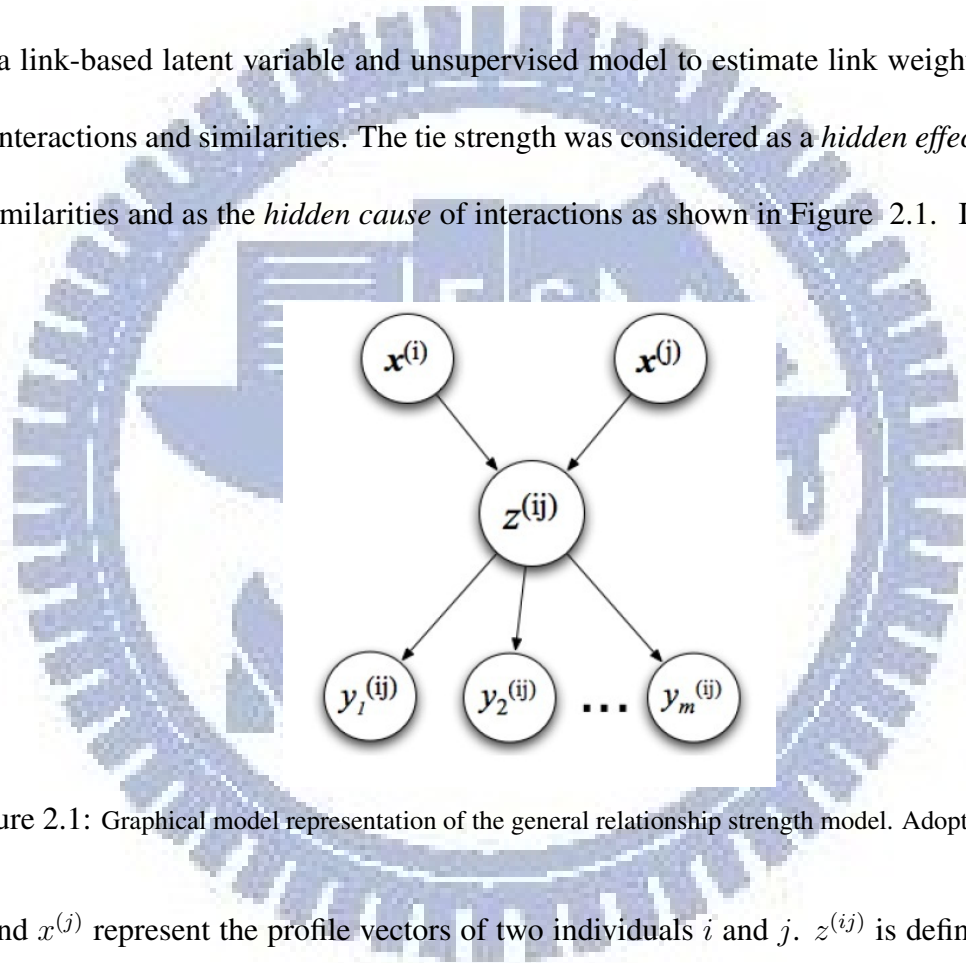 a link-based latent variable and unsupervised model to estimate link weigh
nteractions and similarities. The tie strength was considered as a hidden effec
milarities and as the hidden cause of interactions as shown in Figure 2.1.
x(i) x(j)
z(ij)
y1(ij) y2(ij) ... ym(ij)
ure 2.1: Graphical model representation of the general relationship strength model. Adopt
nd x(j) represent the profile vectors of two individuals i and j. z(ij) is defin